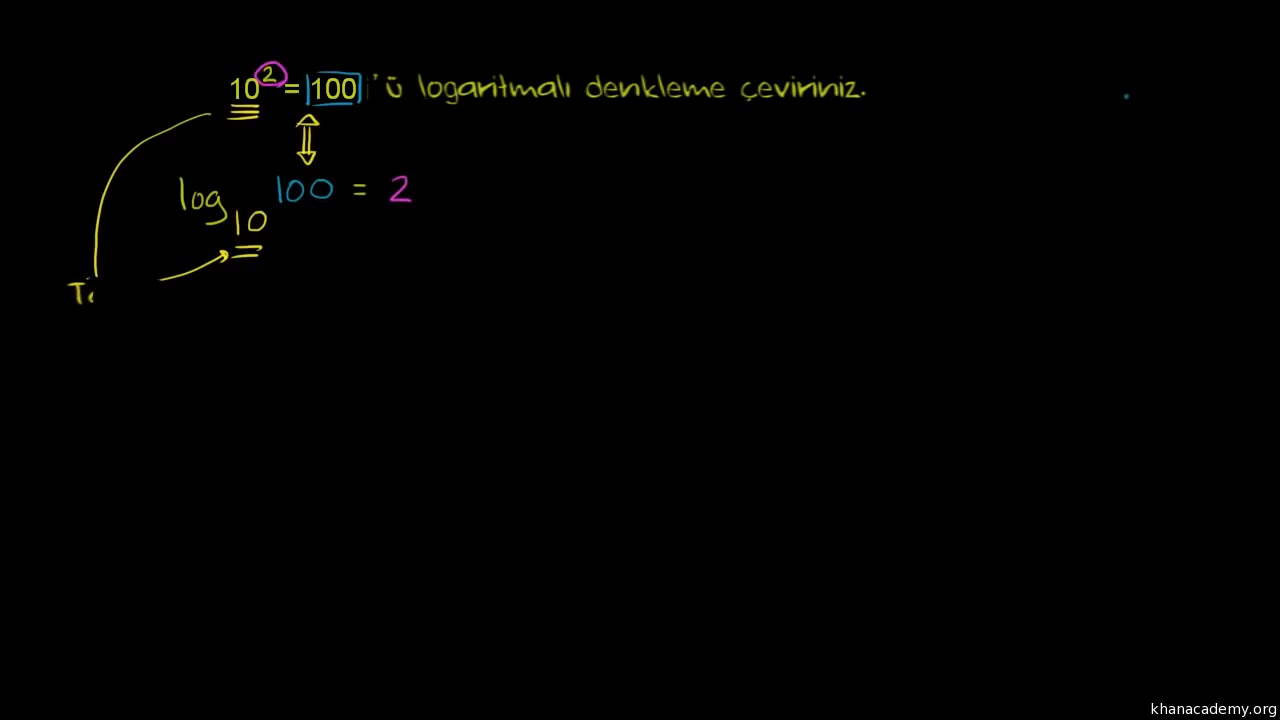 10² = 100 'ü logaritmalı denkleme çeviriniz.
log₁₀ 100 = 2
khanacademy.org